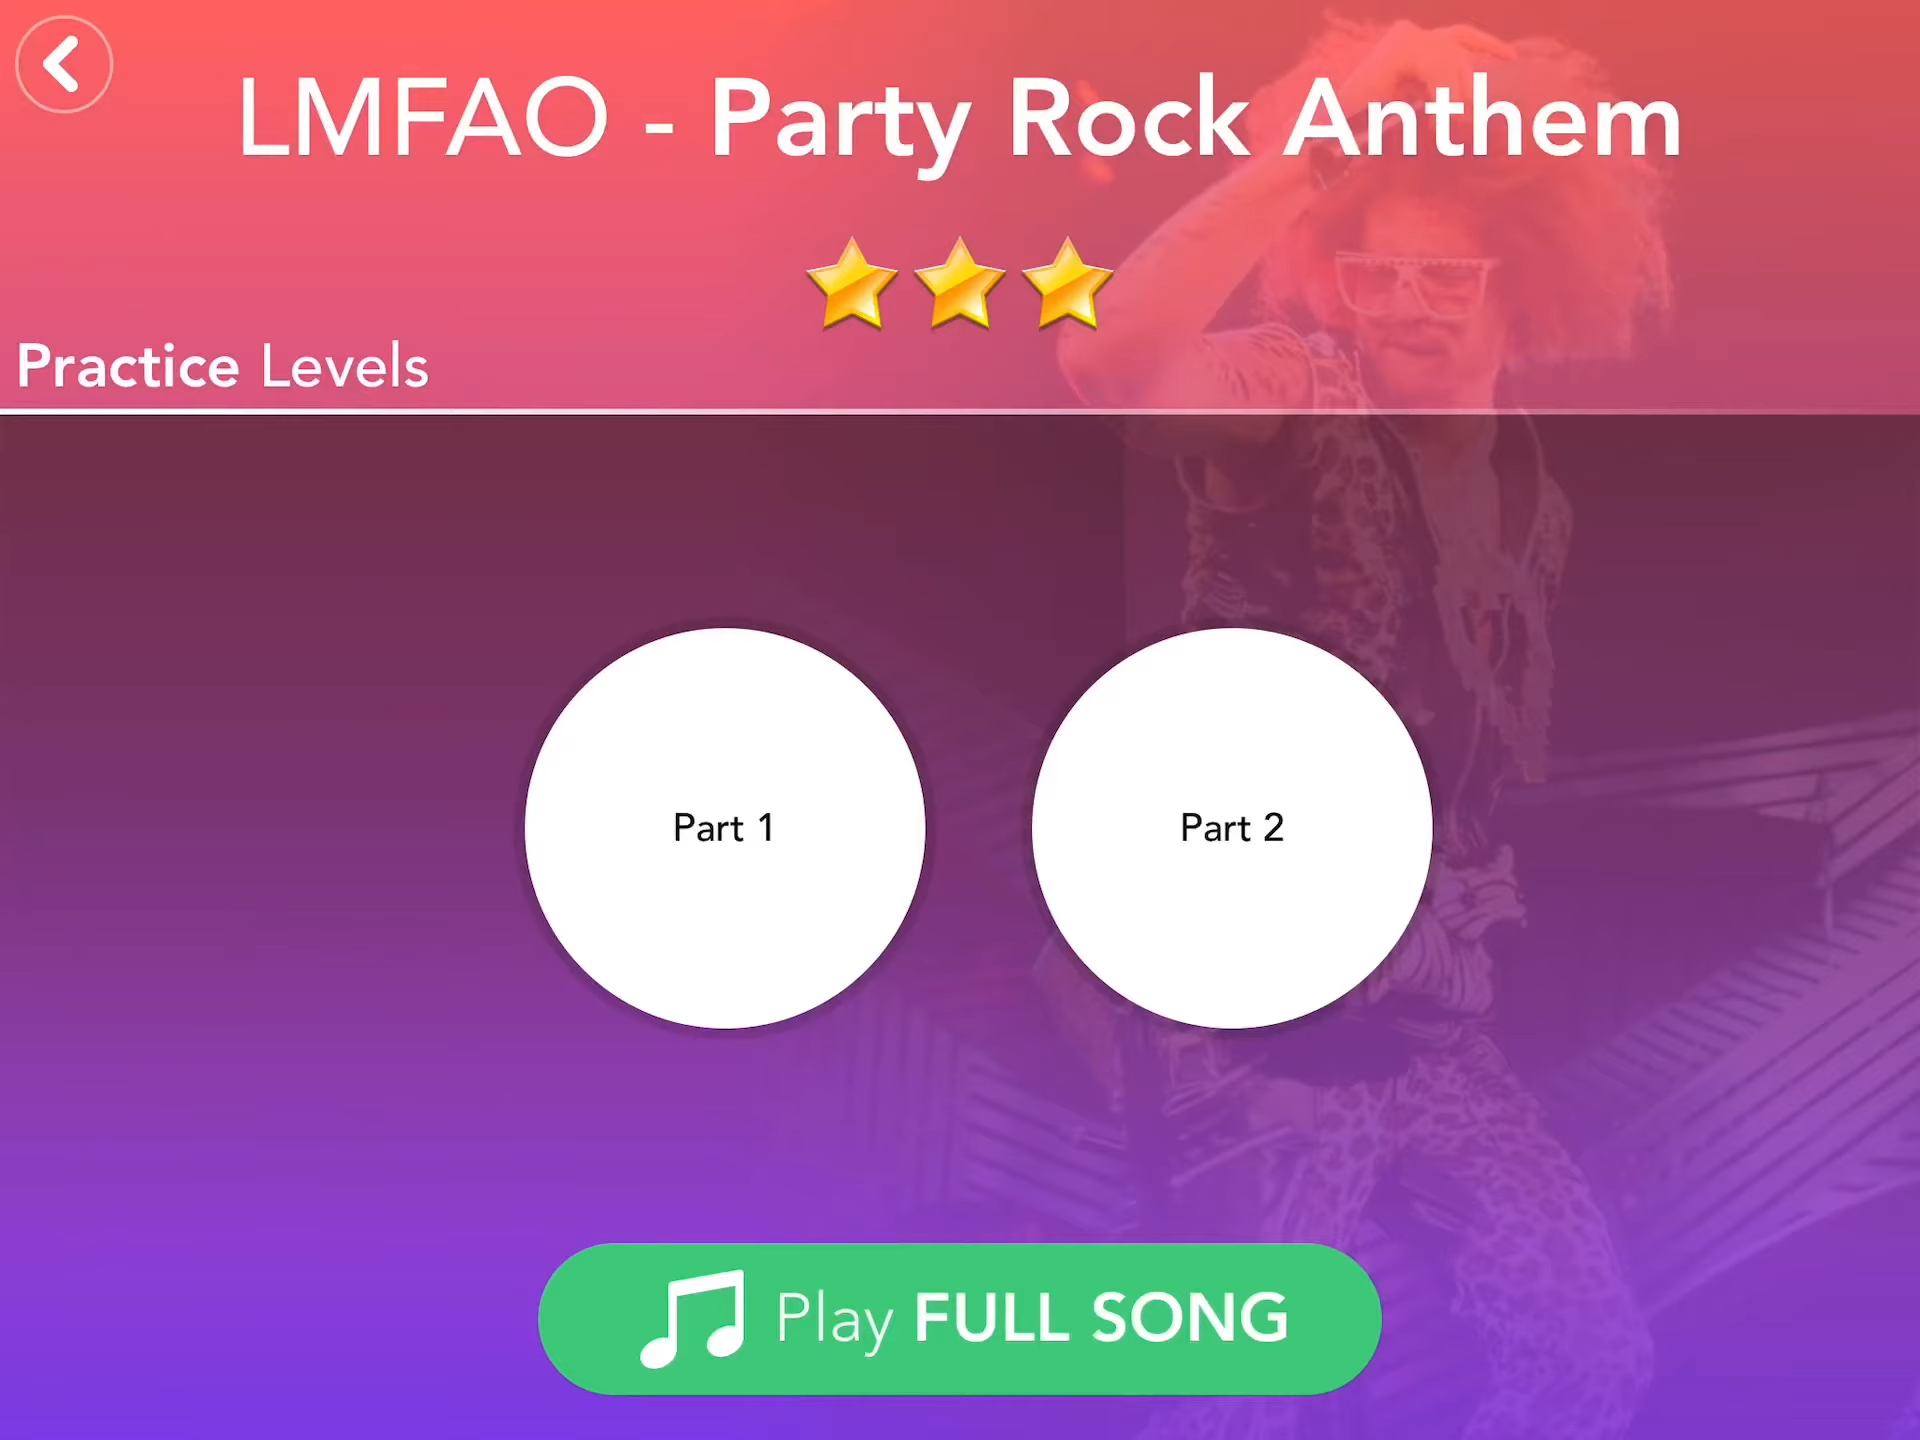 LMFAO - Party Rock Anthem
Practice Levels
Part 1
Part 2
Play FULL SONG